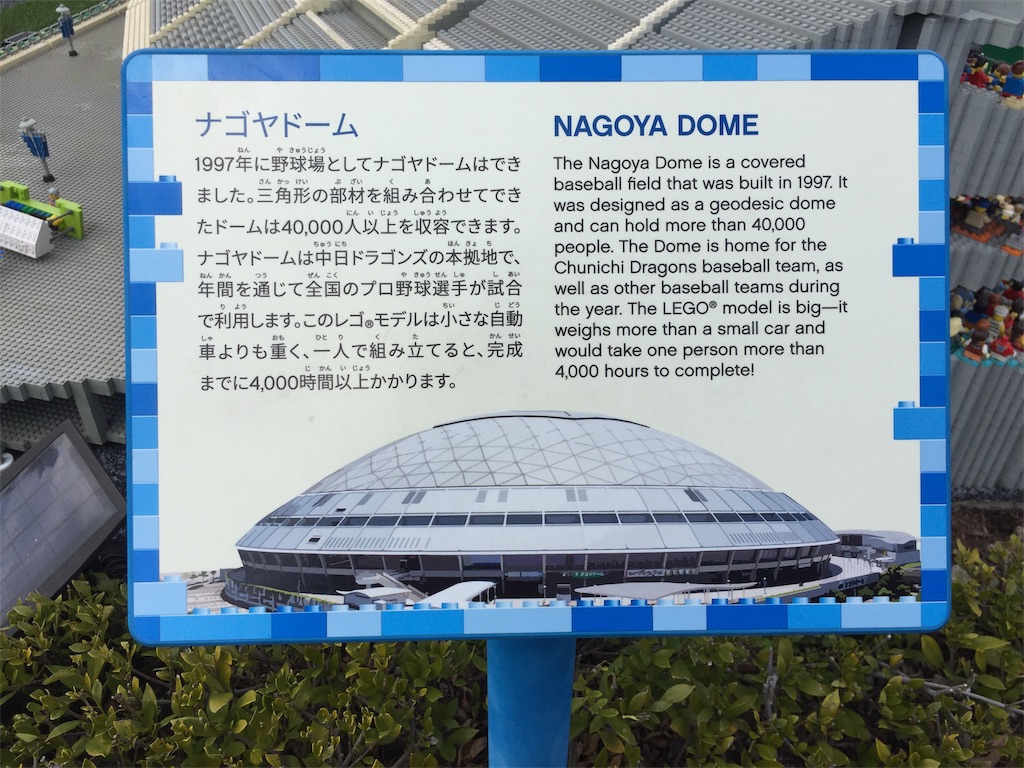 ナゴヤドーム
1997年に野球場としてナゴヤドームはでき
ました。三角形の部材を組み合わせてでき
たドームは40,000人以上を収容できます。
ナゴヤドームは中日ドラゴンズの本拠地で、
年間を通じて全国のプロ野球選手が試合
で利用します。このレゴ®モデルは小さな自動
車よりも重く、一人で組み立てると、完成
までに4,000時間以上かかります。
NAGOYA DOME
The Nagoya Dome is a covered
baseball field that was built in 1997. It
was designed as a geodesic dome
and can hold more than 40,000
people. The Dome is home for the
Chunichi Dragons baseball team, as
well as other baseball teams during
the year. The LEGO® model is big—it
weighs more than a small car and
would take one person more than
4,000 hours to complete!